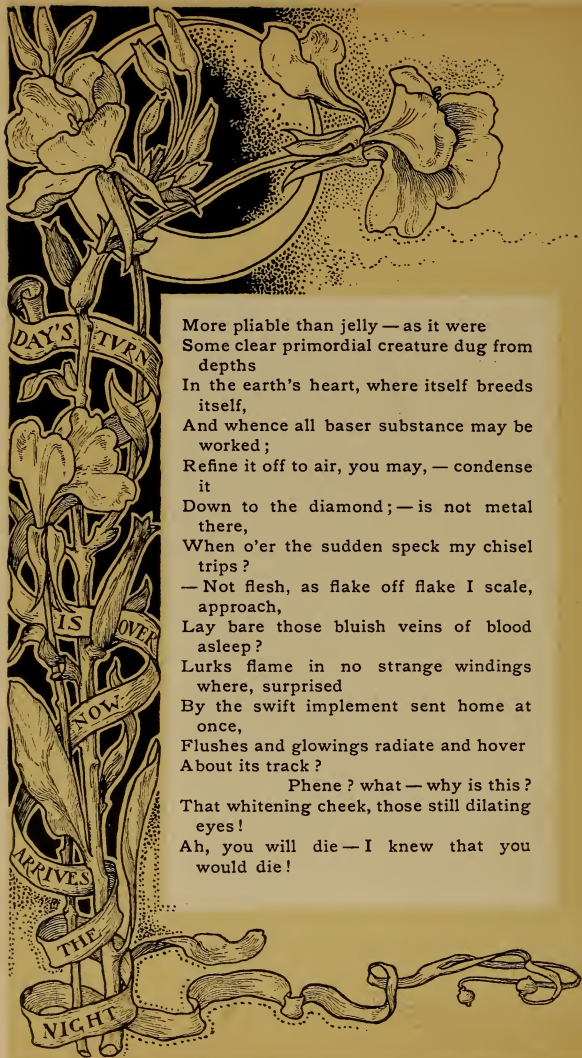 DAY'S TVRN
IS OVER
NOW.
ARRIVES
THE
NIGHT
More pliable than jelly — as it were
Some clear primordial creature dug from
depths
In the earth's heart, where itself breeds
itself,
And whence all baser substance may be
worked;
Refine it off to air, you may, — condense
it
Down to the diamond; — is not metal
there,
When o'er the sudden speck my chisel
trips?
— Not flesh, as flake off flake I scale,
approach,
Lay bare those bluish veins of blood
asleep?
Lurks flame in no strange windings
where, surprised
By the swift implement sent home at
once,
Flushes and glowings radiate and hover
About its track?
Phene? what — why is this?
That whitening cheek, those still dilating
eyes!
Ah, you will die — I knew that you
would die!